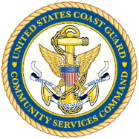 UNITED STATES COAST GUARD
COMMUNITY SERVICES COMMAND